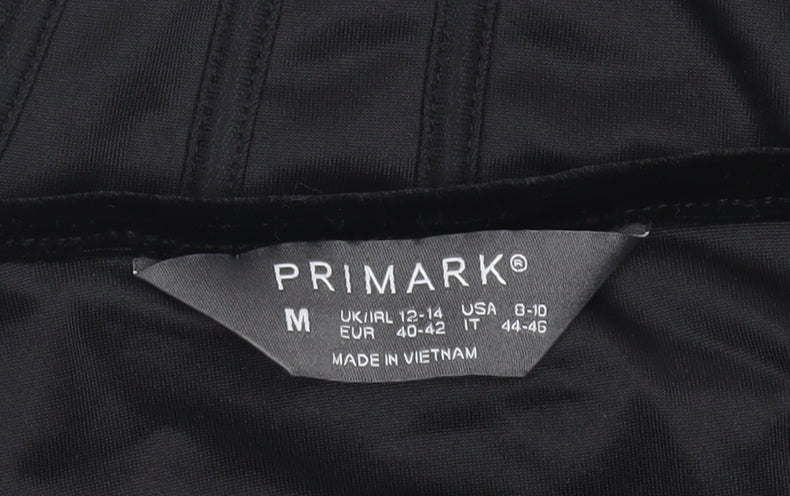 PRIMARK®
M UK/IRL 12-14 USA 8-10
EUR 40-42 IT 44-46
MADE IN VIETNAM